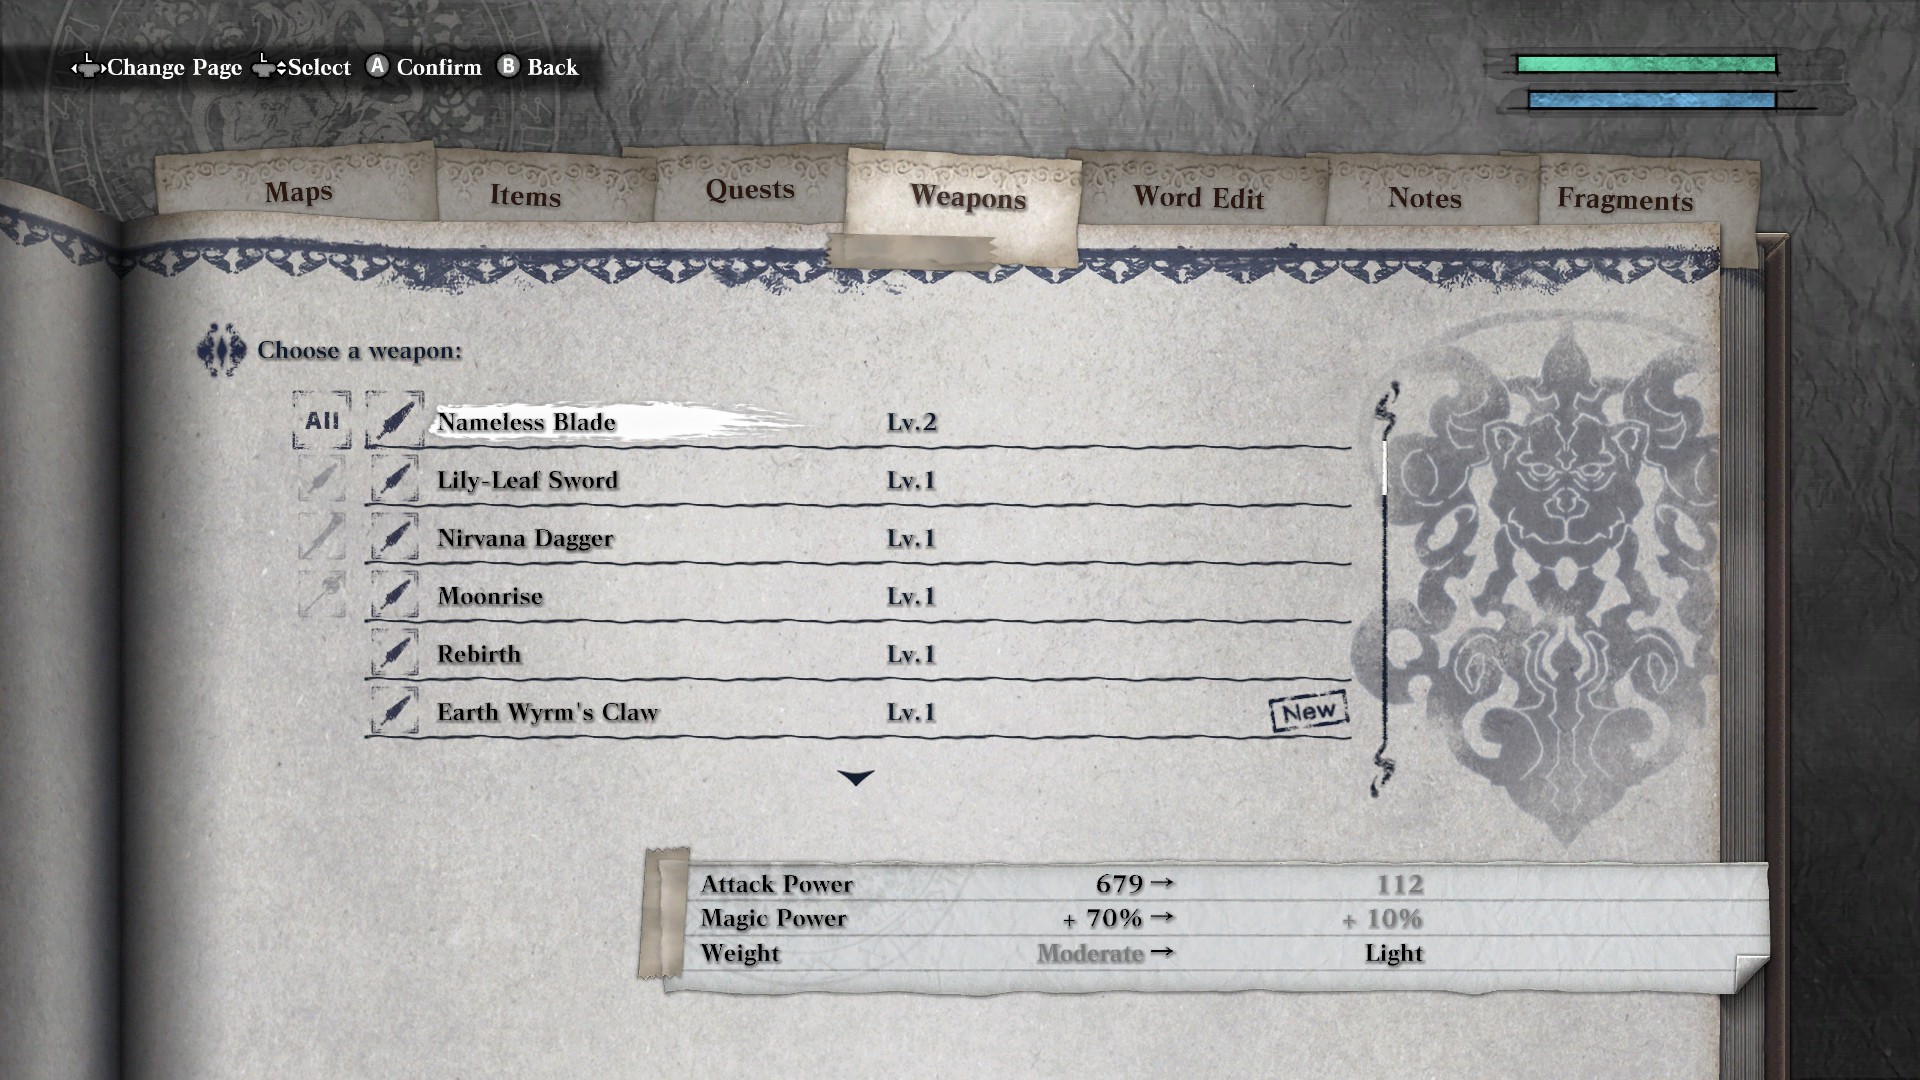 Change Page Select A Confirm B Back
Maps Items Quests Weapons Word Edit Notes Fragments
Choose a weapon:
All Nameless Blade Lv.2
Lily-Leaf Sword Lv.1
Nirvana Dagger Lv.1
Moonrise Lv.1
Rebirth Lv.1
Earth Wyrm's Claw Lv.1 New
Attack Power 679→ 112
Magic Power + 70%→ + 10%
Weight Moderate→ Light